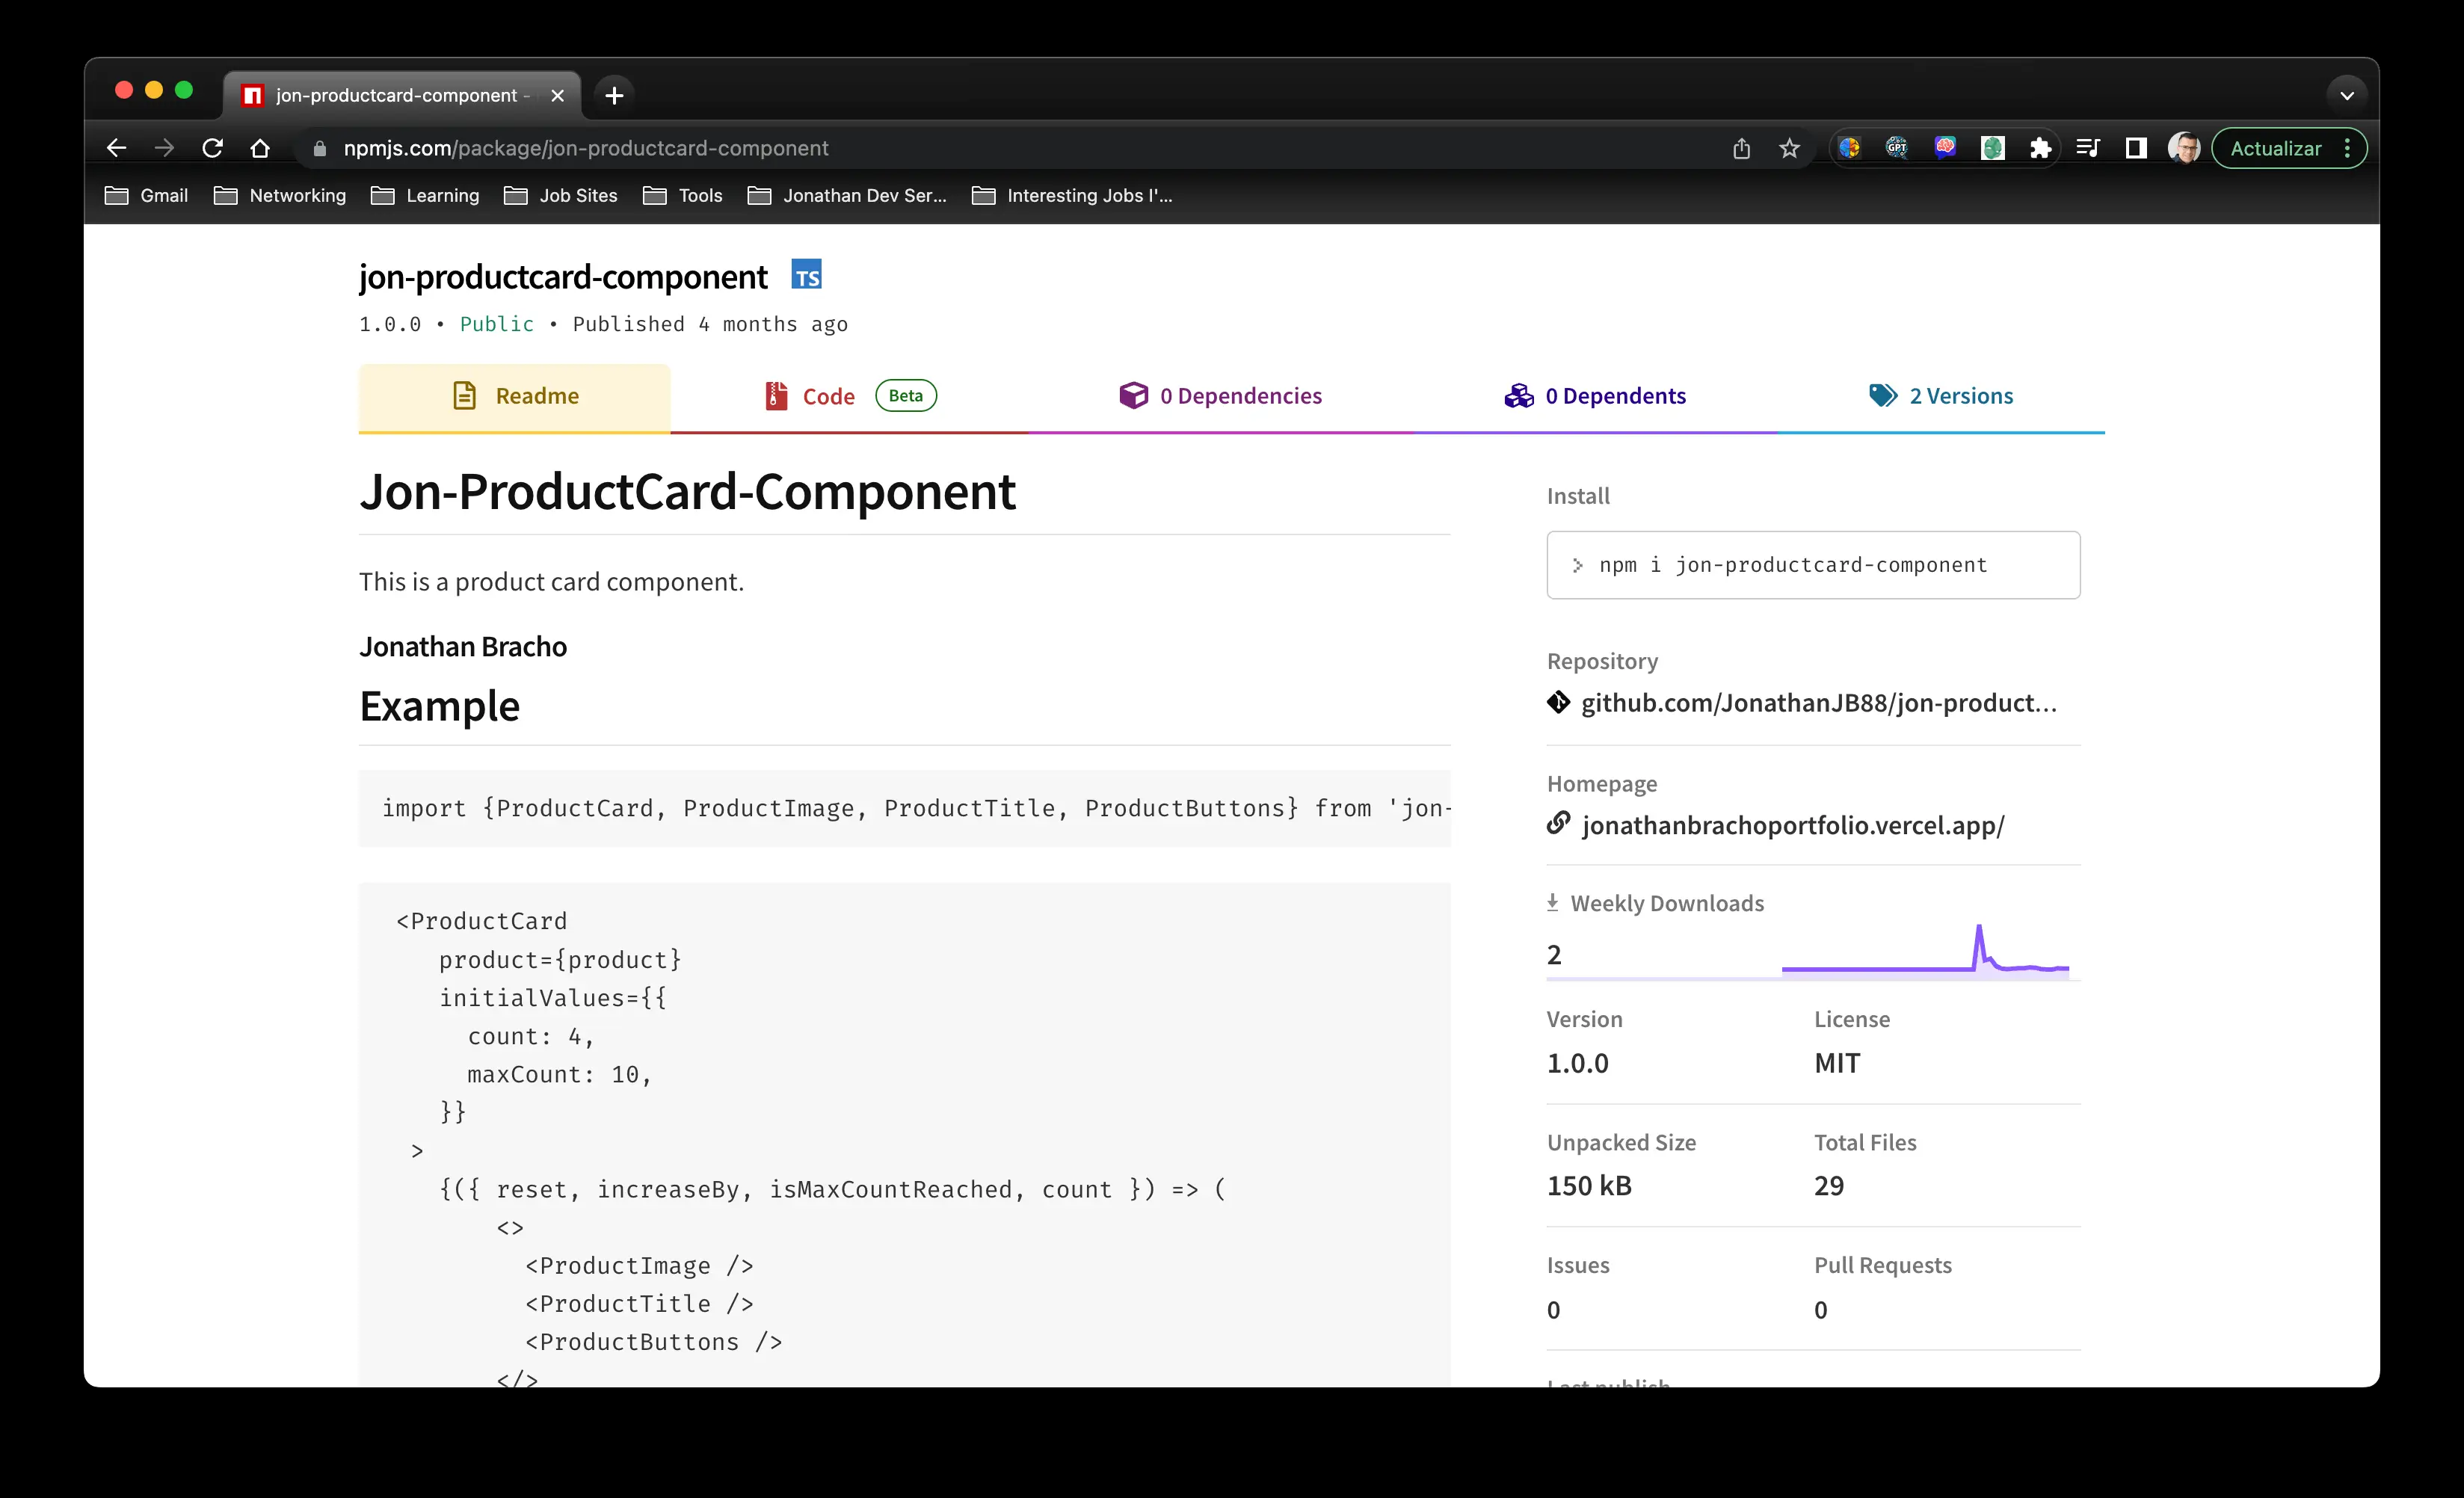 jon-productcard-component -
npmjs.com/package/jon-productcard-component
GPT
Actualizar
Gmail
Networking
Learning
Job Sites
Tools
Jonathan Dev Ser...
Interesting Jobs I'...
jon-productcard-component TS
1.0.0 • Public • Published 4 months ago
Readme
Code Beta
0 Dependencies
0 Dependents
2 Versions
Jon-ProductCard-Component
This is a product card component.
Jonathan Bracho
Example
import {ProductCard, ProductImage, ProductTitle, ProductButtons} from 'jon-
<ProductCard
product={product}
initialValues={{
count: 4,
maxCount: 10,
}}
>
{({ reset, increaseBy, isMaxCountReached, count }) => (
<>
<ProductImage />
<ProductTitle />
<ProductButtons />
</>
Install
> npm i jon-productcard-component
Repository
github.com/JonathanJB88/jon-product...
Homepage
jonathanbrachoportfolio.vercel.app/
Weekly Downloads
2
Version
1.0.0
License
MIT
Unpacked Size
150 kB
Total Files
29
Issues
0
Pull Requests
0
Last publish